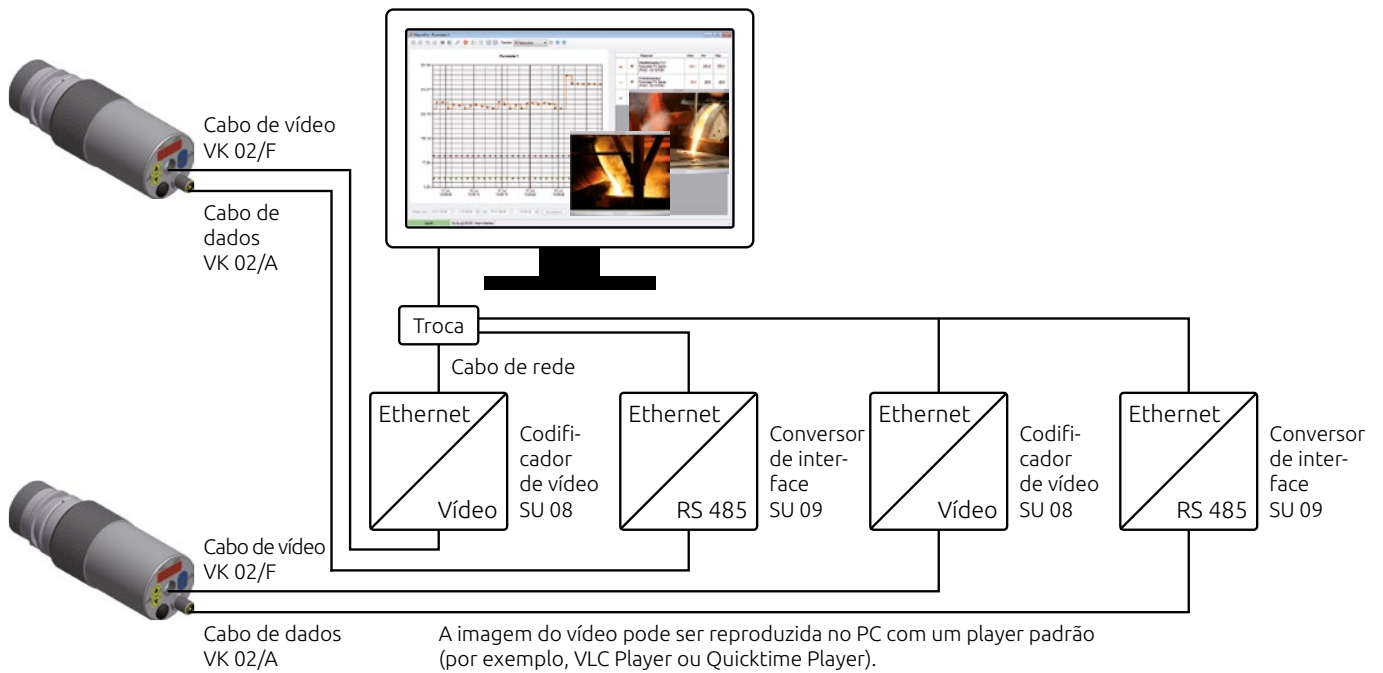 Cabo de vídeo
VK 02/F
Cabo de
dados
VK 02/A
Troca
Cabo de rede
Ethernet
Vídeo
Codifi-
cador
de vídeo
SU 08
Ethernet
RS 485
Conversor
de inter-
face
SU 09
Ethernet
Vídeo
Codifi-
cador
de vídeo
SU 08
Ethernet
RS 485
Conversor
de inter-
face
SU 09
Cabo de vídeo
VK 02/F
Cabo de dados
VK 02/A
A imagem do vídeo pode ser reproduzida no PC com um player padrão
(por exemplo, VLC Player ou Quicktime Player).